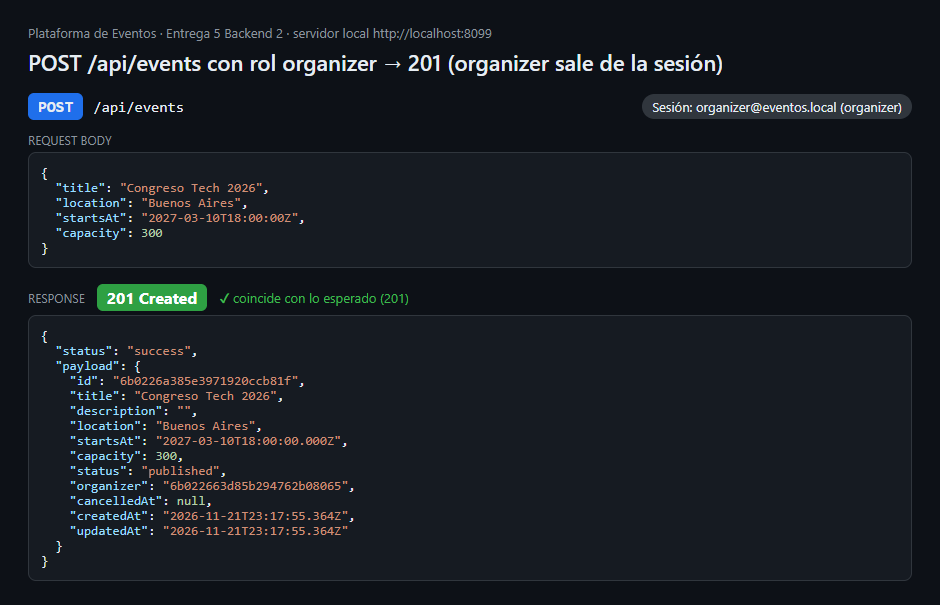 Plataforma de Eventos · Entrega 5 Backend 2 · servidor local http://localhost:8099
POST /api/events con rol organizer → 201 (organizer sale de la sesión)
POST /api/events Sesión: organizer@eventos.local (organizer)
REQUEST BODY
{
  "title": "Congreso Tech 2026",
  "location": "Buenos Aires",
  "startsAt": "2027-03-10T18:00:00Z",
  "capacity": 300
}
RESPONSE 201 Created ✓ coincide con lo esperado (201)
{
  "status": "success",
  "payload": {
    "id": "6b0226a385e3971920ccb81f",
    "title": "Congreso Tech 2026",
    "description": "",
    "location": "Buenos Aires",
    "startsAt": "2027-03-10T18:00:00.000Z",
    "capacity": 300,
    "status": "published",
    "organizer": "6b022663d85b294762b08065",
    "cancelledAt": null,
    "createdAt": "2026-11-21T23:17:55.364Z",
    "updatedAt": "2026-11-21T23:17:55.364Z"
  }
}